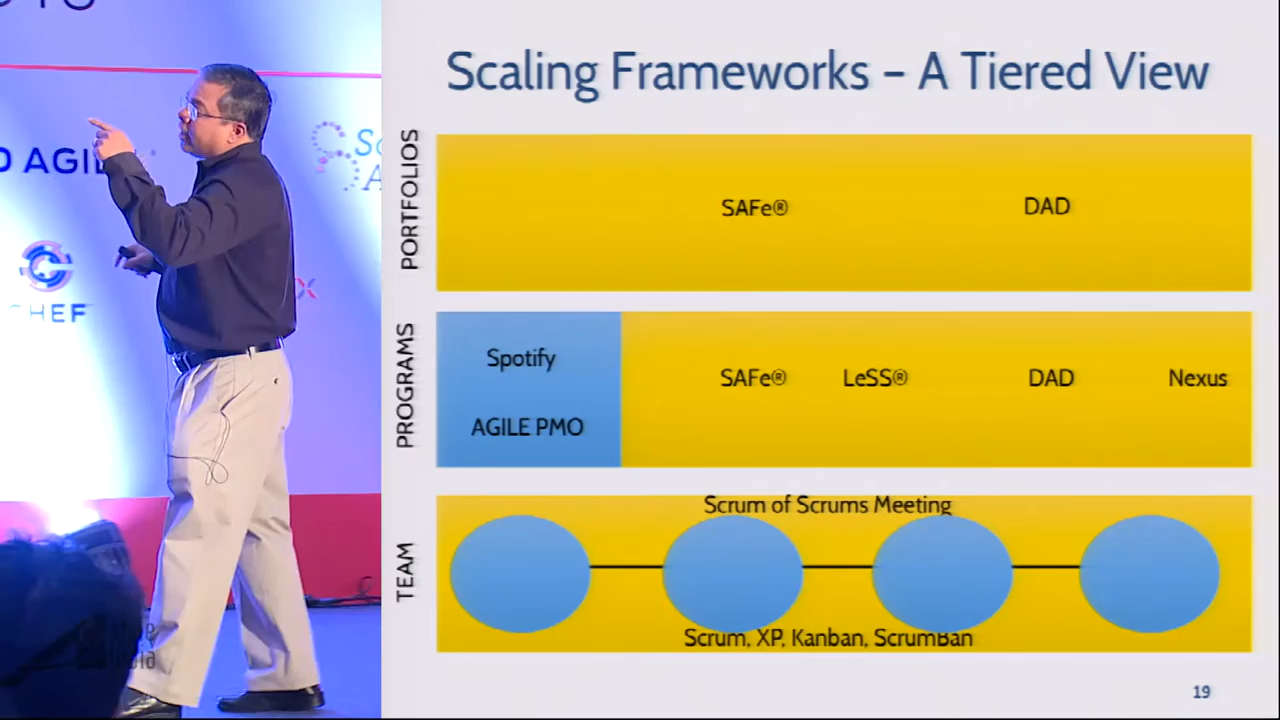 D AGIL
CHEF
Scaling Frameworks – A Tiered View
PORTFOLIOS
SAFe® DAD
PROGRAMS
Spotify
AGILE PMO
SAFe® LeSS® DAD Nexus
TEAM
Scrum of Scrums Meeting
Scrum, XP, Kanban, ScrumBan
19